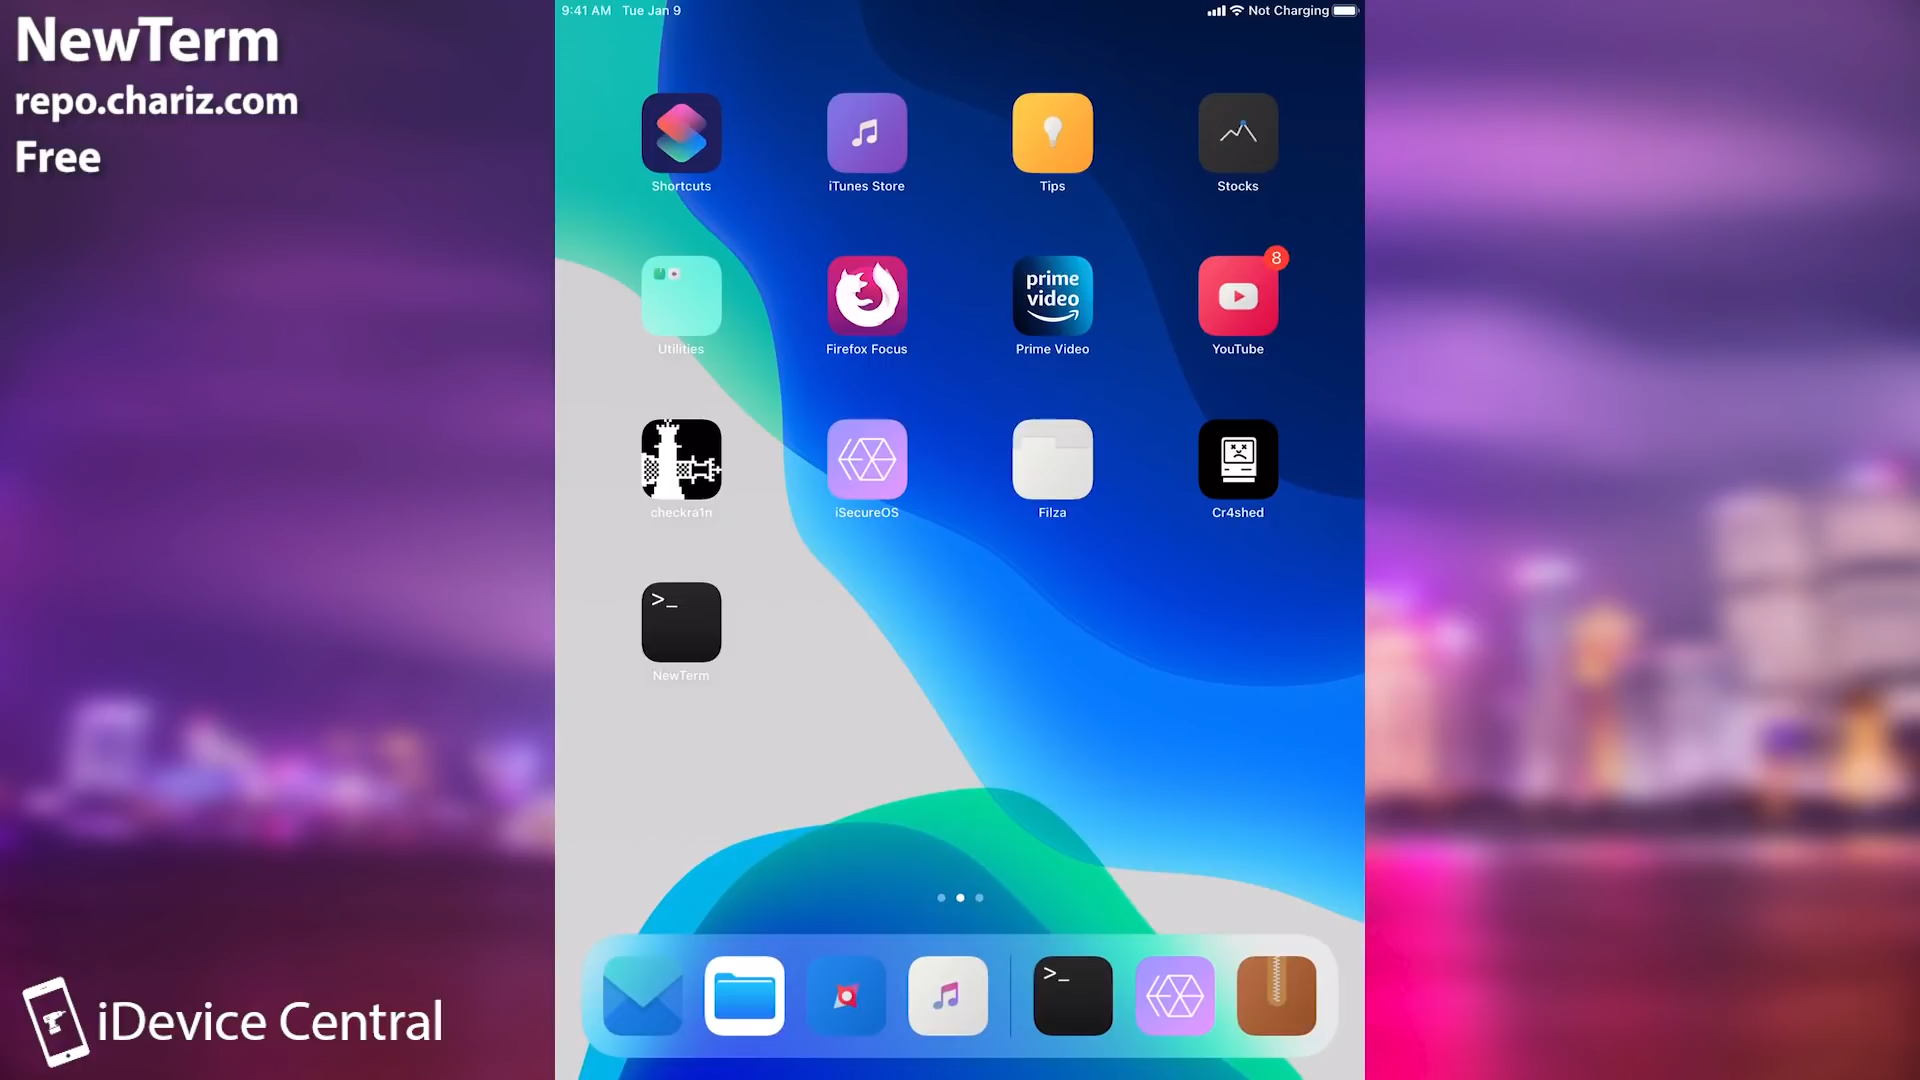 NewTerm
repo.chariz.com
Free
9:41 AM Tue Jan 9
Not Charging
Shortcuts
iTunes Store
Tips
Stocks
8
prime
video
Utilities
Firefox Focus
Prime Video
YouTube
checkra1n
iSecureOS
Filza
Cr4shed
>_
NewTerm
>_
iDevice Central